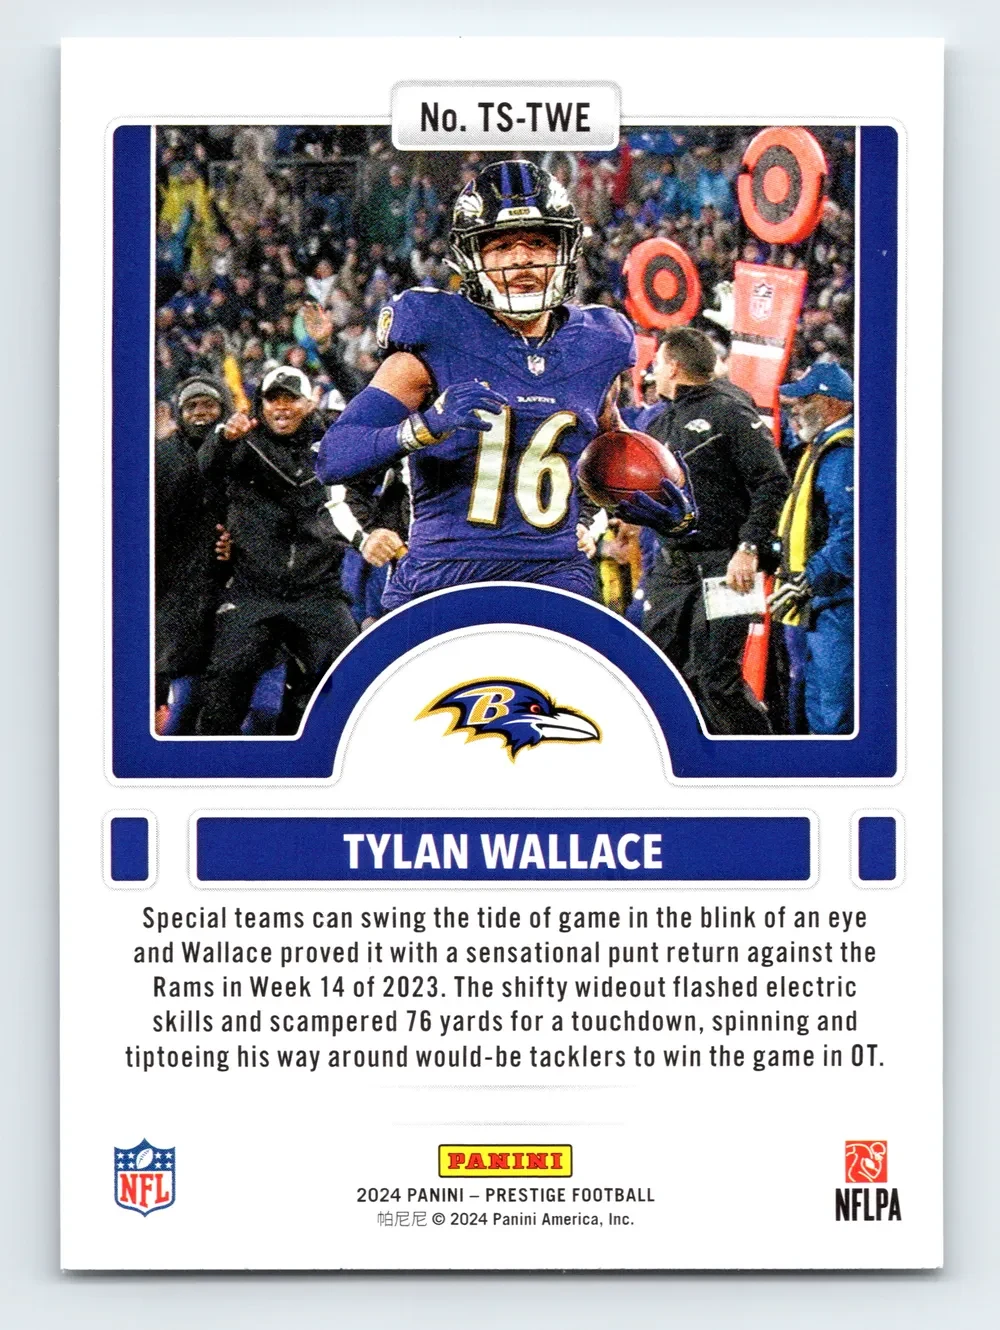 No. TS-TWE
RAVENS
16
B
TYLAN WALLACE
Special teams can swing the tide of game in the blink of an eye
and Wallace proved it with a sensational punt return against the
Rams in Week 14 of 2023. The shifty wideout flashed electric
skills and scampered 76 yards for a touchdown, spinning and
tiptoeing his way around would-be tacklers to win the game in OT.
NFL
PANINI
2024 PANINI – PRESTIGE FOOTBALL
帕尼尼 © 2024 Panini America, Inc.
NFLPA